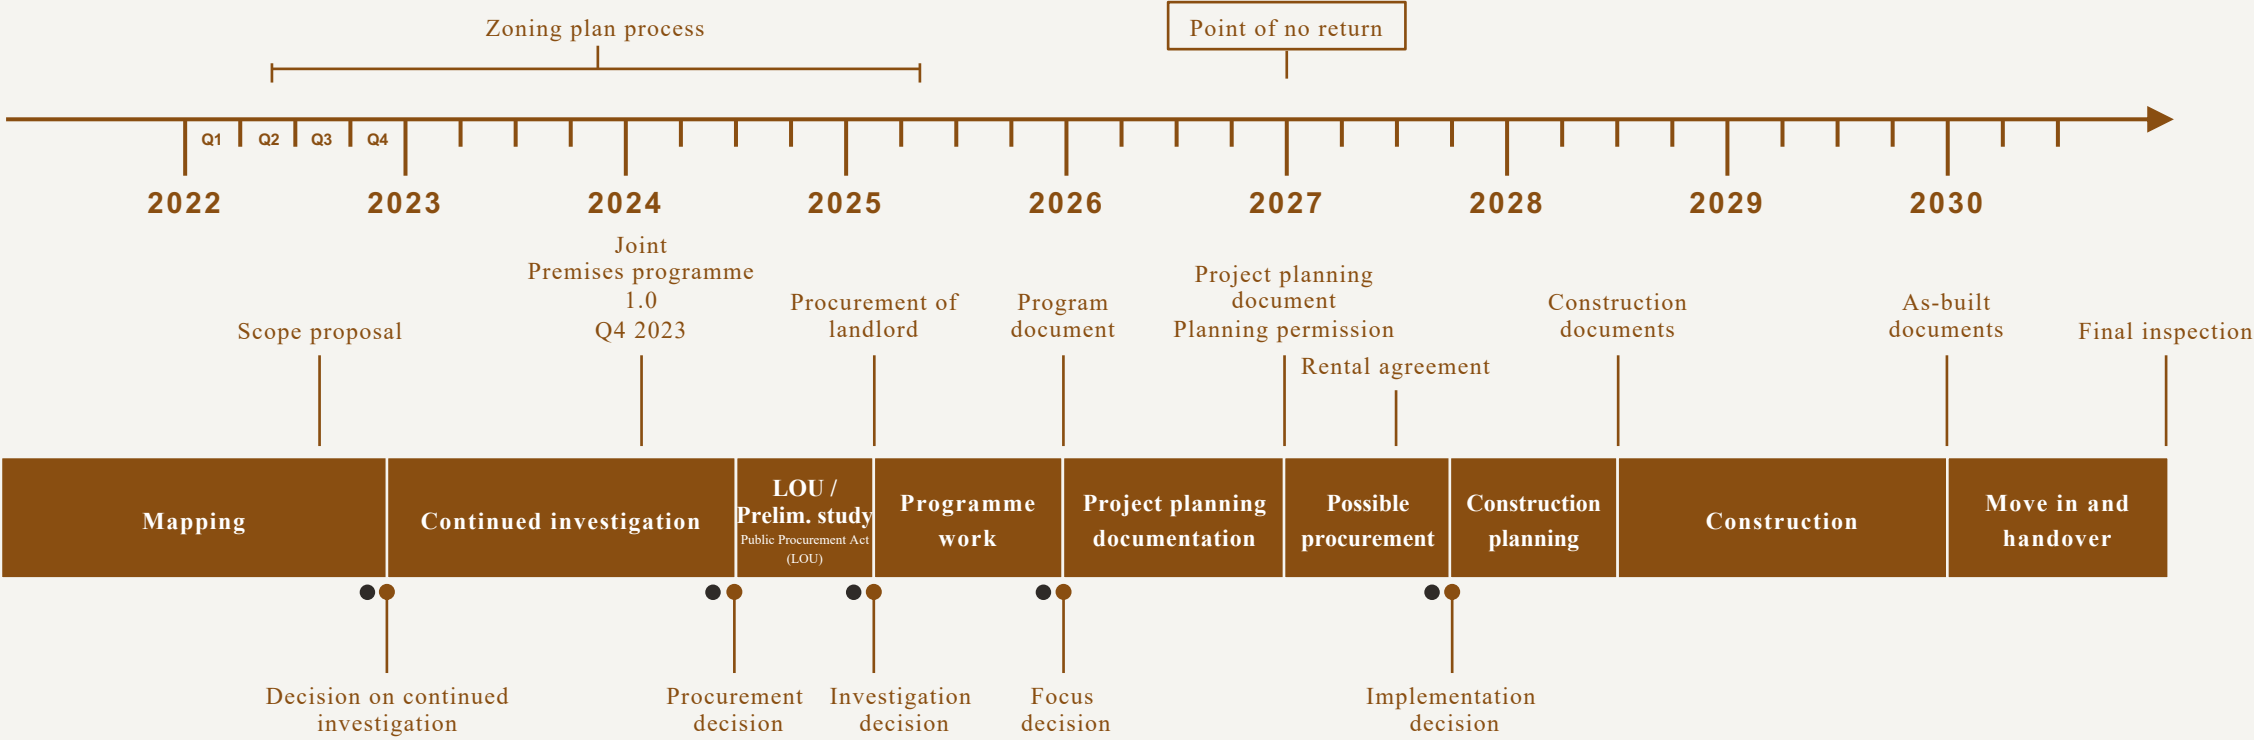 Zoning plan process
Point of no return
Q1 Q2 Q3 Q4
2022 2023 2024 2025 2026 2027 2028 2029 2030
Scope proposal
Joint
Premises programme
1.0
Q4 2023
Procurement of
landlord
Program
document
Project planning
document
Planning permission
Rental agreement
Construction
documents
As-built
documents
Final inspection
Mapping
Continued investigation
LOU /
Prelim. study
Public Procurement Act
(LOU)
Programme
work
Project planning
documentation
Possible
procurement
Construction
planning
Construction
Move in and
handover
Decision on continued
investigation
Procurement
decision
Investigation
decision
Focus
decision
Implementation
decision